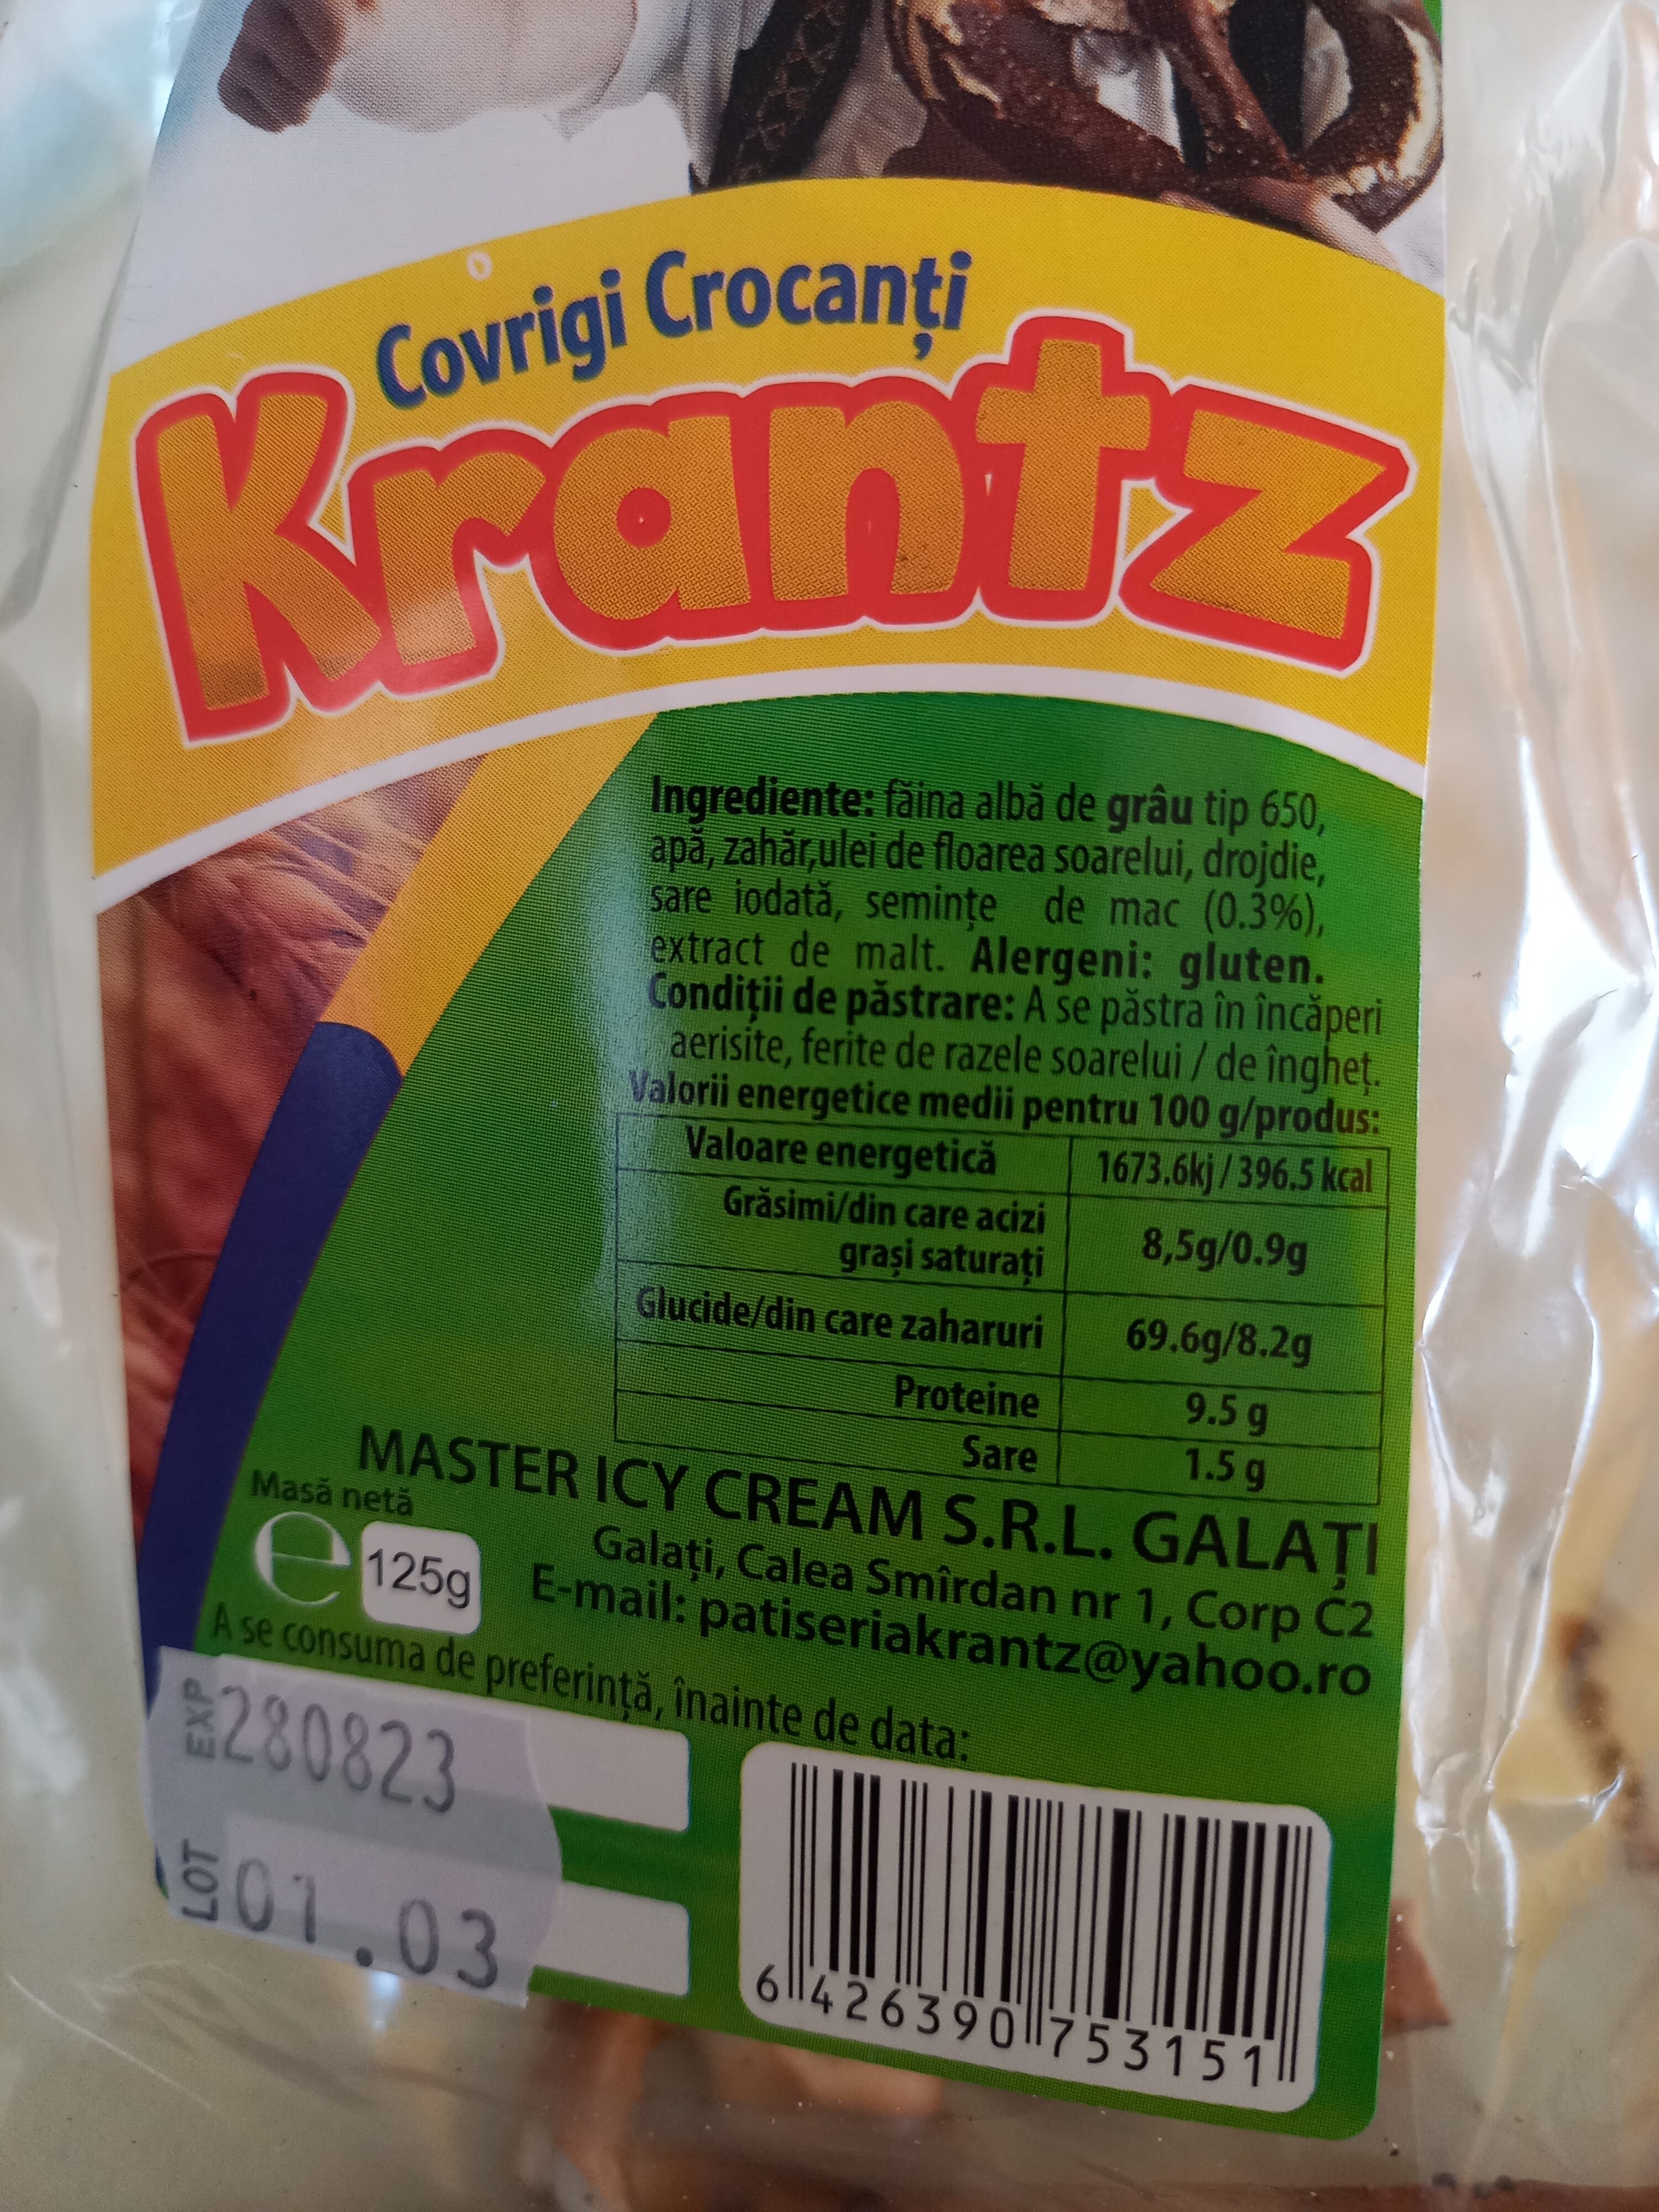 Covrigi Crocanți
Krantz
Ingrediente: făina albă de grâu tip 650,
apă, zahăr,ulei de floarea soarelui, drojdie,
sare iodată, semințe de mac (0.3%),
extract de malt. Alergeni: gluten.
Condiții de păstrare: A se păstra în încăperi
aerisite, ferite de razele soarelui / de îngheț.
Valorii energetice medii pentru 100 g/produs:
Valoare energetică 1673.6kj / 396.5 kcal
Grăsimi/din care acizi
grași saturați 8,5g/0.9g
Glucide/din care zaharuri 69.6g/8.2g
Proteine 9.5 g
Sare 1.5 g
MASTER ICY CREAM S.R.L. GALAȚI
Galați, Calea Smîrdan nr 1, Corp C2
E-mail: patiseriakrantz@yahoo.ro
Masă netă
e 125g
A se consuma de preferință, înainte de data:
EXP 280823
LOT 01.03
6 426390 753151